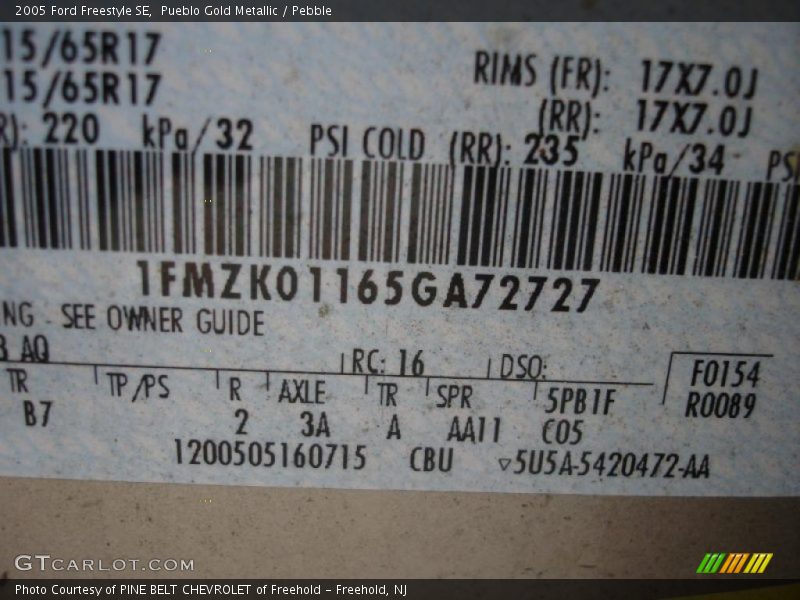 2005 Ford Freestyle SE, Pueblo Gold Metallic / Pebble
15/65R17 RIMS (FR): 17X7.0J
15/65R17 (RR): 17X7.0J
R): 220 kPa/32 PSI COLD (RR): 235 kPa/34 PSI
1FMZK01165GA72727
NG - SEE OWNER GUIDE
AQ RC: 16 DSO: F0154
TR TP/PS R AXLE TR SPR 5PB1F R0089
B7 2 3A A AA11 C05
1200505160715 CBU ▽5U5A-5420472-AA
GTCARLOT.COM
Photo Courtesy of PINE BELT CHEVROLET of Freehold - Freehold, NJ